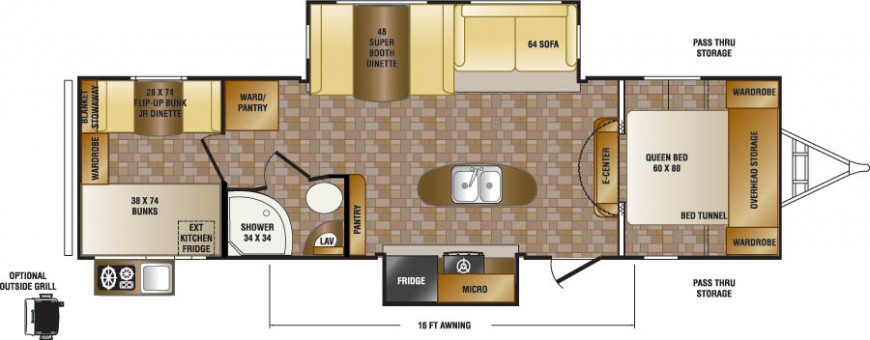 48
SUPER
BOOTH
DINETTE
64 SOFA
PASS THRU
STORAGE
BLANKET
STOWAWAY
28 X 74
FLIP-UP BUNK
JR DINETTE
WARD/
PANTRY
WARDROBE
WARDROBE
E-CENTER
QUEEN BED
60 X 80
OVERHEAD STORAGE
BED TUNNEL
38 X 74
BUNKS
EXT
KITCHEN
FRIDGE
SHOWER
34 X 34
LAV
PANTRY
WARDROBE
FRIDGE
MICRO
OPTIONAL
OUTSIDE GRILL
PASS THRU
STORAGE
16 FT AWNING